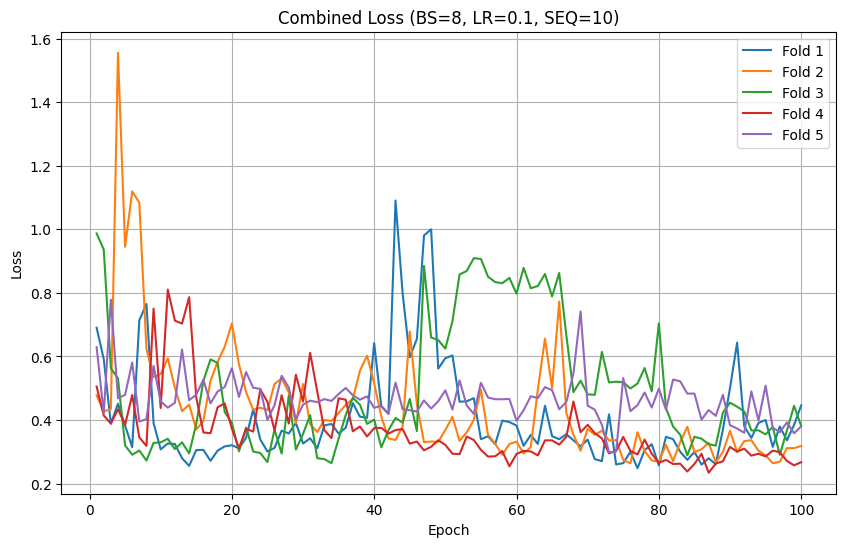 Combined Loss (BS=8, LR=0.1, SEQ=10)
Fold 1
Fold 2
Fold 3
Fold 4
Fold 5
Loss
1.6
1.4
1.2
1.0
0.8
0.6
0.4
0.2
0 20 40 60 80 100
Epoch